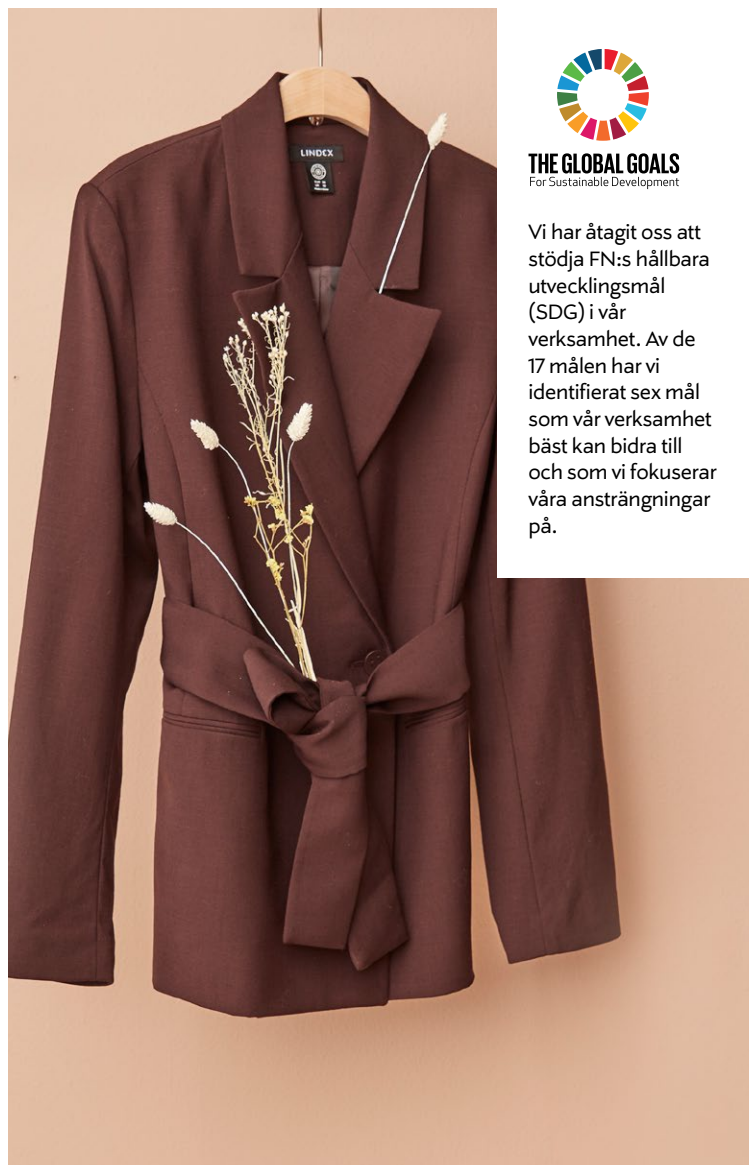 LINDEX
THE GLOBAL GOALS
For Sustainable Development
Vi har åtagit oss att
stödja FN:s hållbara
utvecklingsmål
(SDG) i vår
verksamhet. Av de
17 målen har vi
identifierat sex mål
som vår verksamhet
bäst kan bidra till
och som vi fokuserar
våra ansträngningar
på.